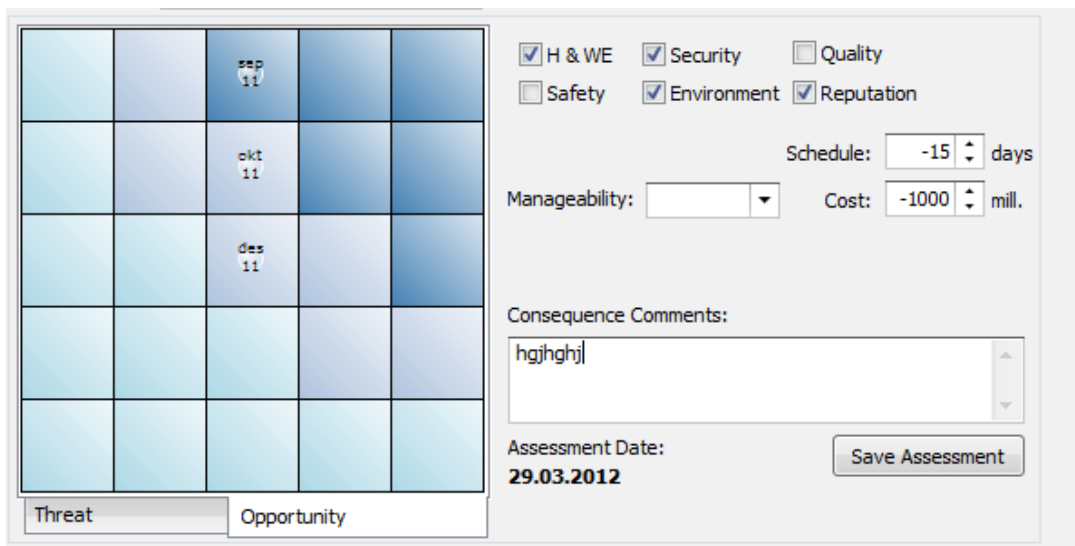 sep
11
okt
11
des
11
Threat
Opportunity
H & WE
Security
Quality
Safety
Environment
Reputation
Schedule: -15 days
Manageability:
Cost: -1000 mill.
Consequence Comments:
hgjhghj
Assessment Date:
29.03.2012
Save Assessment